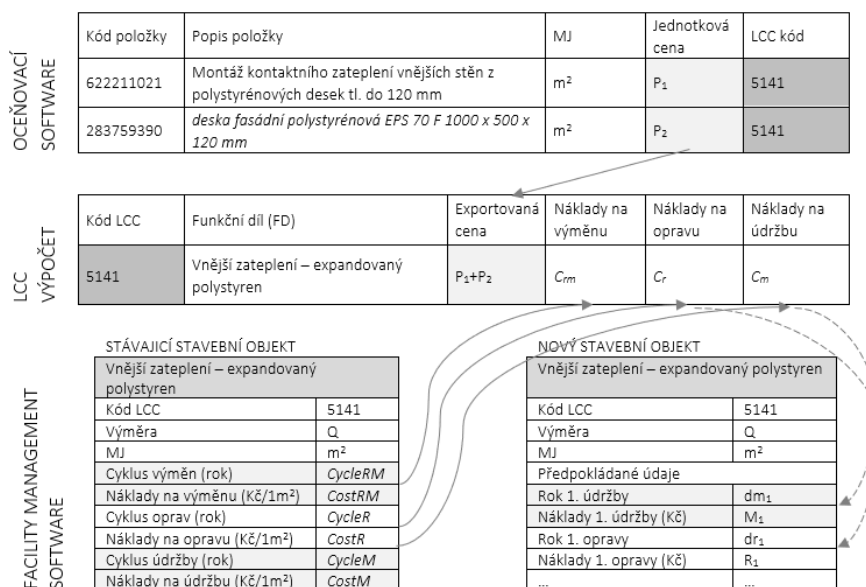 OCEŇOVACÍ
SOFTWARE
Kód položky Popis položky MJ Jednotková cena LCC kód
622211021 Montáž kontaktního zateplení vnějších stěn z polystyrénových desek tl. do 120 mm m² P₁ 5141
283759390 deska fasádní polystyrénová EPS 70 F 1000 x 500 x 120 mm m² P₂ 5141
LCC
VÝPOČET
Kód LCC Funkční díl (FD) Exportovaná cena Náklady na výměnu Náklady na opravu Náklady na údržbu
5141 Vnější zateplení – expandovaný polystyren P₁+P₂ Cᵣₘ Cᵣ Cₘ
FACILITY MANAGEMENT
SOFTWARE
STÁVAJICÍ STAVEBNÍ OBJEKT
Vnější zateplení – expandovaný
polystyren
Kód LCC 5141
Výměra Q
MJ m²
Cyklus výměn (rok) CycleRM
Náklady na výměnu (Kč/1m²) CostRM
Cyklus oprav (rok) CycleR
Náklady na opravu (Kč/1m²) CostR
Cyklus údržby (rok) CycleM
Náklady na údržbu (Kč/1m²) CostM
NOVÝ STAVEBNÍ OBJEKT
Vnější zateplení – expandovaný polystyren
Kód LCC 5141
Výměra Q
MJ m²
Předpokládané údaje
Rok 1. údržby dm₁
Náklady 1. údržby (Kč) M₁
Rok 1. opravy dr₁
Náklady 1. opravy (Kč) R₁
... ...